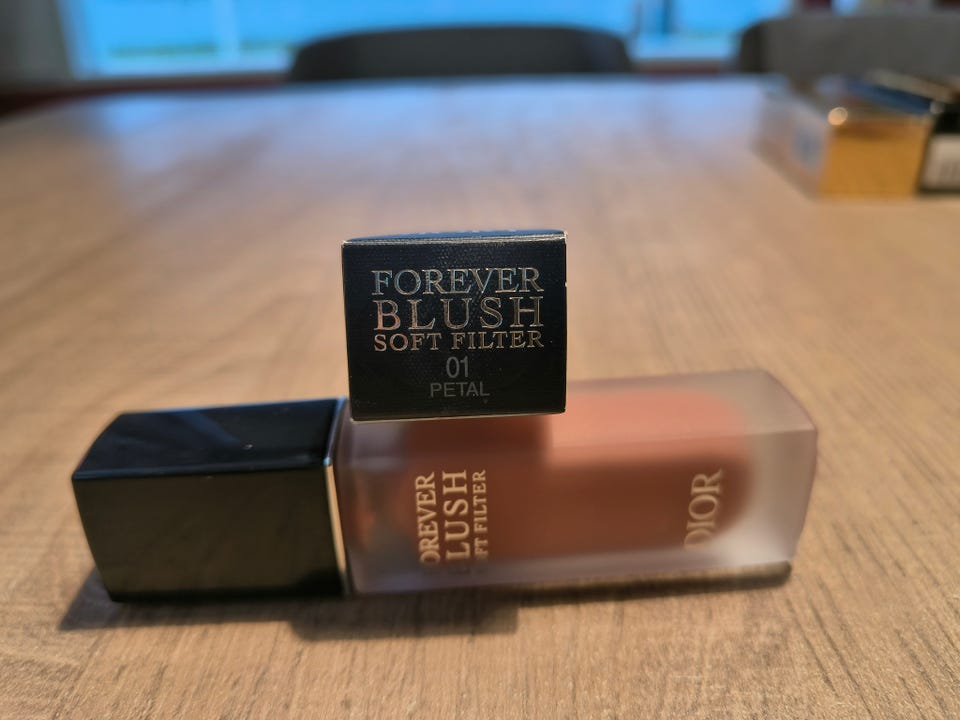 FOREVER
BLUSH
SOFT FILTER
01
PETAL
OREVER
LUSH
FT FILTER
DIOR